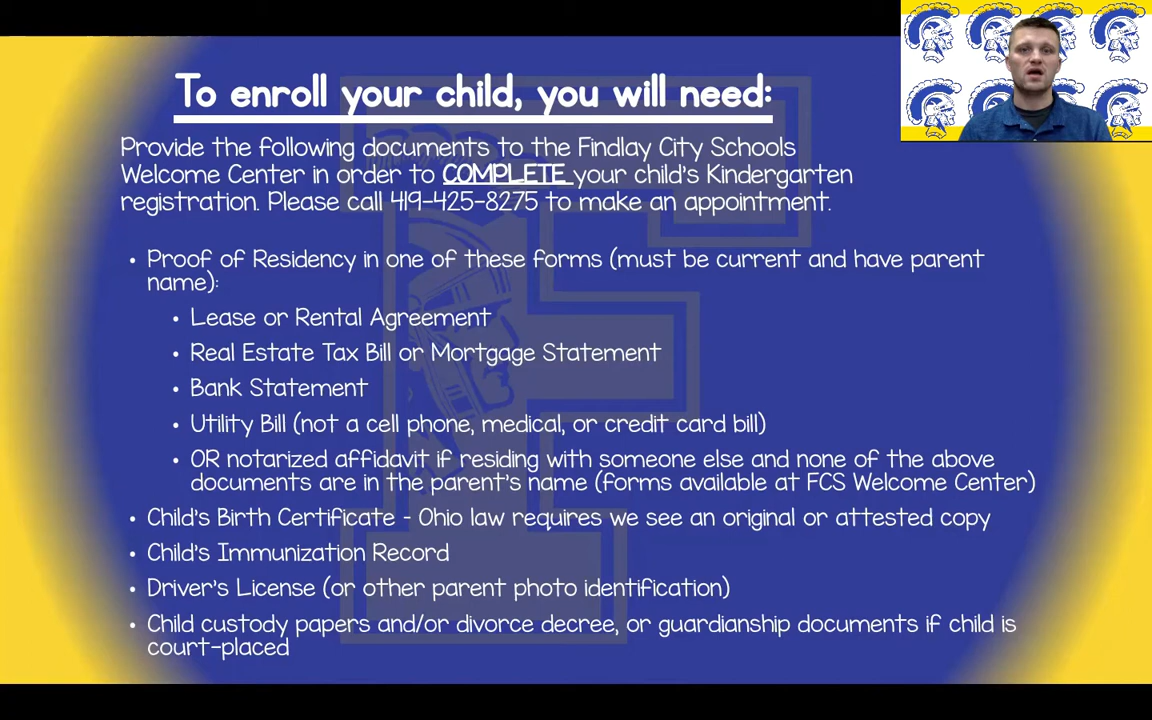 To enroll your child, you will need:
Provide the following documents to the Findlay City Schools
Welcome Center in order to COMPLETE your child's Kindergarten
registration. Please call 419-425-8275 to make an appointment.
• Proof of Residency in one of these forms (must be current and have parent
name):
• Lease or Rental Agreement
• Real Estate Tax Bill or Mortgage Statement
• Bank Statement
• Utility Bill (not a cell phone, medical, or credit card bill)
• OR notarized affidavit if residing with someone else and none of the above
documents are in the parent's name (forms available at FCS Welcome Center)
• Child's Birth Certificate - Ohio law requires we see an original or attested copy
• Child's Immunization Record
• Driver's License (or other parent photo identification)
• Child custody papers and/or divorce decree, or guardianship documents if child is
court-placed